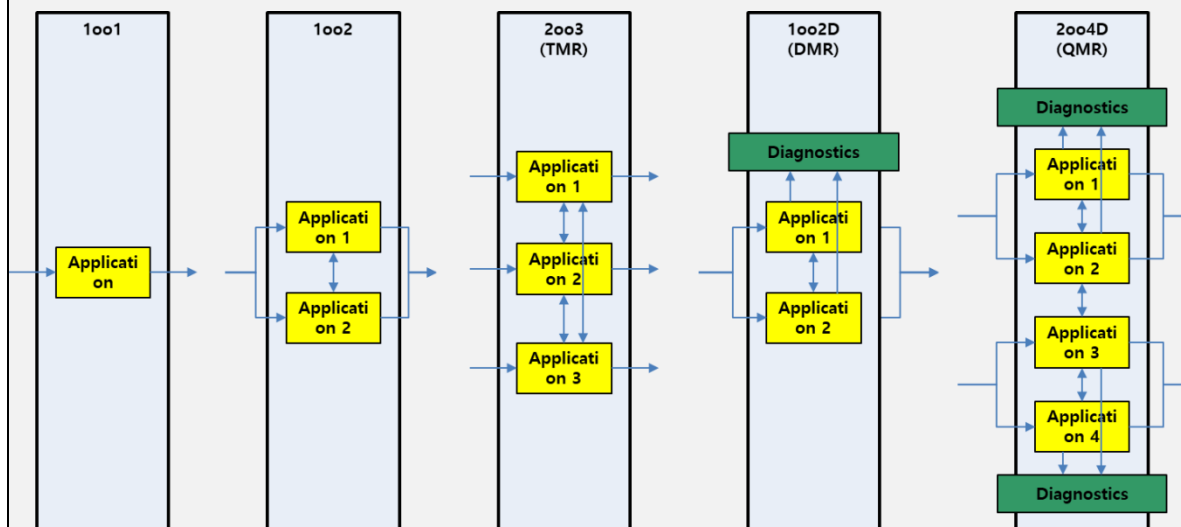 1oo1
Applicati
on
1oo2
Applicati
on 1
Applicati
on 2
2oo3
(TMR)
Applicati
on 1
Applicati
on 2
Applicati
on 3
1oo2D
(DMR)
Diagnostics
Applicati
on 1
Applicati
on 2
2oo4D
(QMR)
Diagnostics
Applicati
on 1
Applicati
on 2
Applicati
on 3
Applicati
on 4
Diagnostics